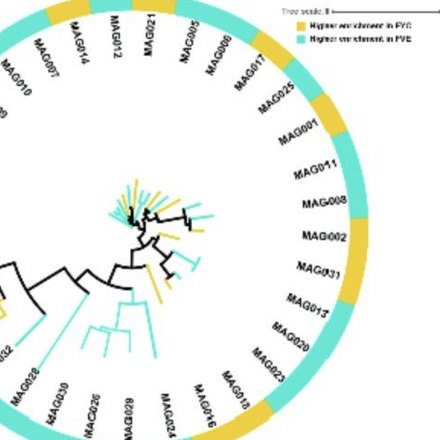 Tree scale: 1
Higher enrichment in FYC
Higher enrichment in FVE
MAG010
MAG007
MAG014
MAG012
MAG021
MAG005
MAG006
MAG017
MAG025
MAG001
MAG011
MAG008
MAG002
MAG031
MAG013
MAG020
MAG023
MAG018
MAG016
MAG024
MAG029
MAG026
MAG030
MAG028